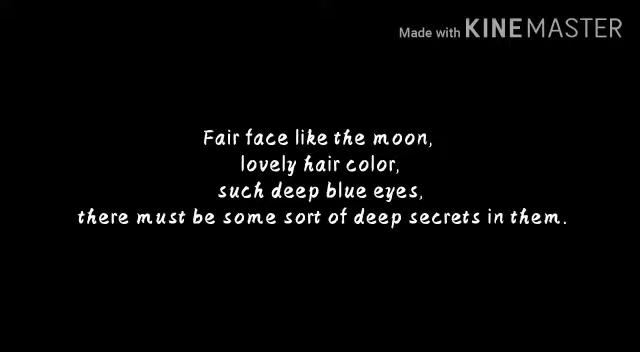 Made with KINEMASTER
Fair face like the moon,
lovely hair color,
such deep blue eyes,
there must be some sort of deep secrets in them.